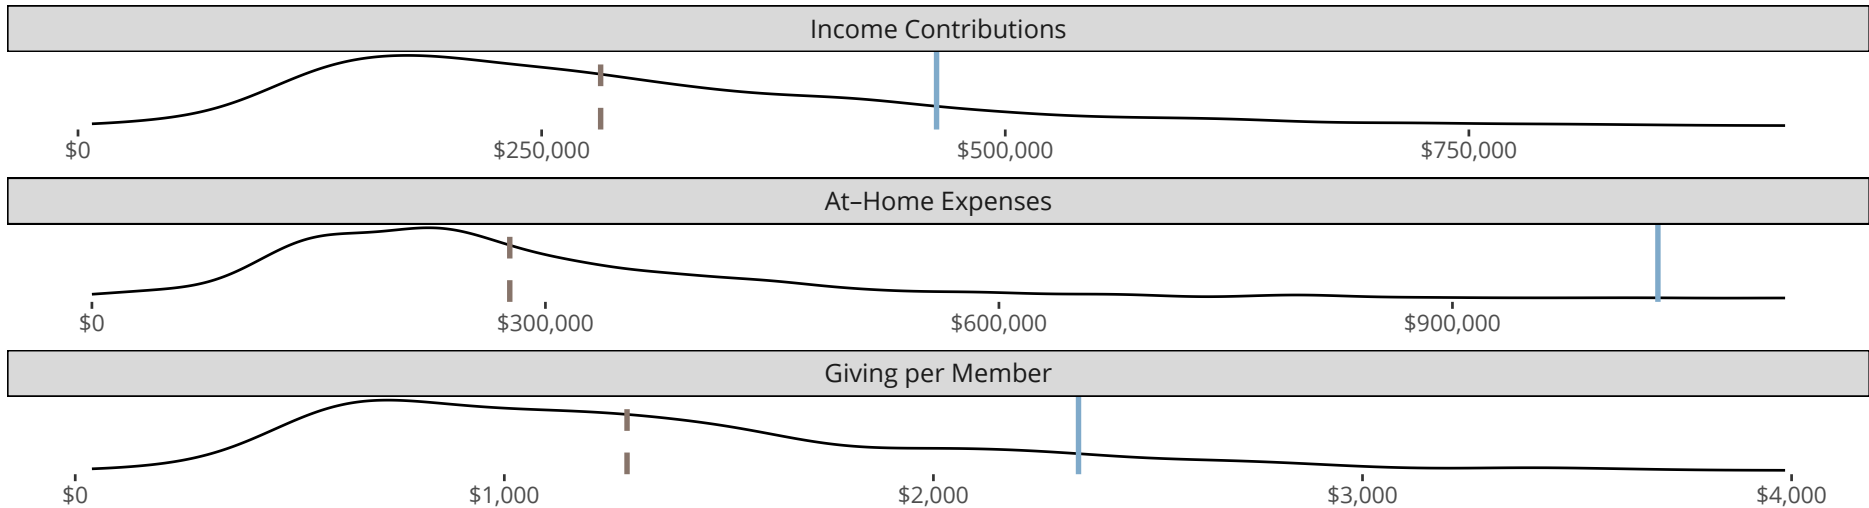 Income Contributions
$0 $250,000 $500,000 $750,000
At–Home Expenses
$0 $300,000 $600,000 $900,000
Giving per Member
$0 $1,000 $2,000 $3,000 $4,000